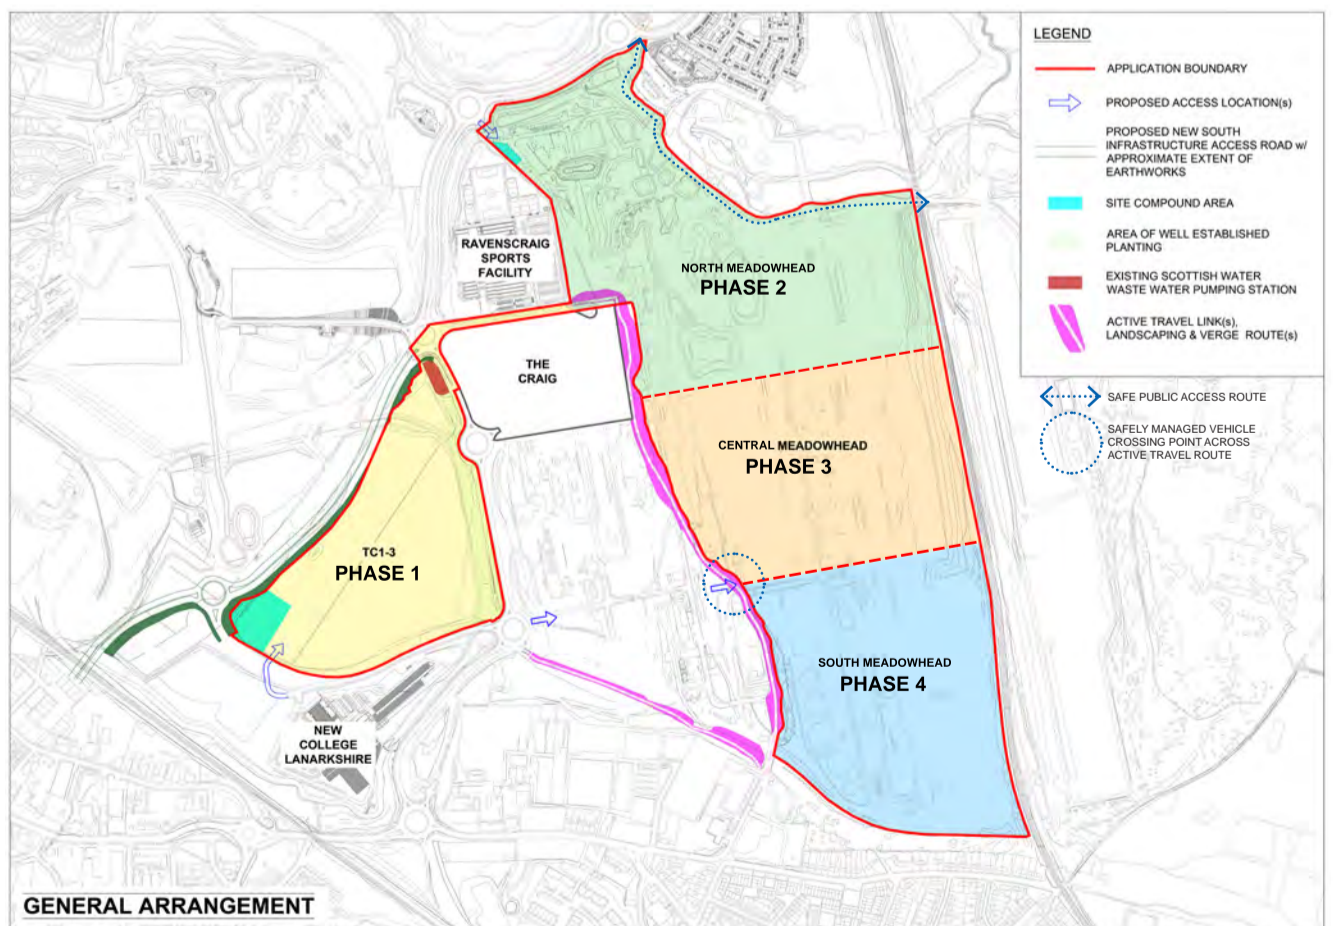 LEGEND
APPLICATION BOUNDARY
PROPOSED ACCESS LOCATION(s)
PROPOSED NEW SOUTH
INFRASTRUCTURE ACCESS ROAD w/
APPROXIMATE EXTENT OF
EARTHWORKS
SITE COMPOUND AREA
AREA OF WELL ESTABLISHED
PLANTING
EXISTING SCOTTISH WATER
WASTE WATER PUMPING STATION
ACTIVE TRAVEL LINK(s),
LANDSCAPING & VERGE ROUTE(s)
SAFE PUBLIC ACCESS ROUTE
SAFELY MANAGED VEHICLE
CROSSING POINT ACROSS
ACTIVE TRAVEL ROUTE
RAVENSCRAIG
SPORTS
FACILITY
NORTH MEADOWHEAD
PHASE 2
THE
CRAIG
CENTRAL MEADOWHEAD
PHASE 3
TC1-3
PHASE 1
SOUTH MEADOWHEAD
PHASE 4
NEW
COLLEGE
LANARKSHIRE
GENERAL ARRANGEMENT